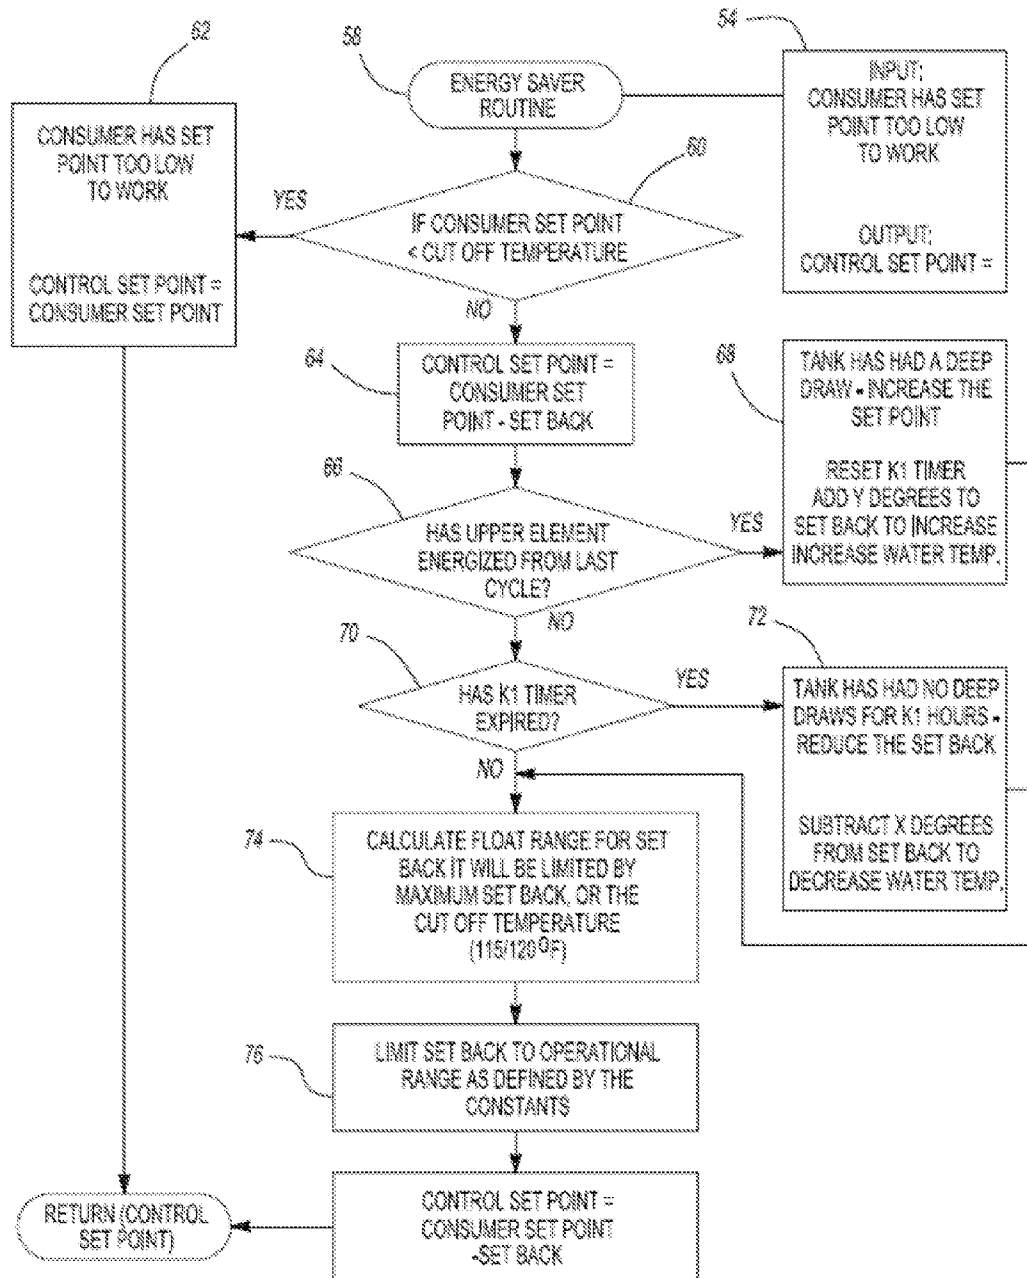 62
58
54
ENERGY SAVER
ROUTINE
INPUT:
CONSUMER HAS SET
POINT TOO LOW
TO WORK
OUTPUT:
CONTROL SET POINT =
CONSUMER HAS SET
POINT TOO LOW
TO WORK
CONTROL SET POINT =
CONSUMER SET POINT
YES
60
IF CONSUMER SET POINT
< CUT OFF TEMPERATURE
NO
64
CONTROL SET POINT =
CONSUMER SET
POINT - SET BACK
68
TANK HAS HAD A DEEP
DRAW - INCREASE THE
SET POINT
RESET K1 TIMER
ADD Y DEGREES TO
SET BACK TO INCREASE
INCREASE WATER TEMP.
66
HAS UPPER ELEMENT
ENERGIZED FROM LAST
CYCLE?
YES
NO
70
HAS K1 TIMER
EXPIRED?
YES
NO
72
TANK HAS HAD NO DEEP
DRAWS FOR K1 HOURS -
REDUCE THE SET BACK
SUBTRACT X DEGREES
FROM SET BACK TO
DECREASE WATER TEMP.
74
CALCULATE FLOAT RANGE FOR SET
BACK IT WILL BE LIMITED BY
MAXIMUM SET BACK, OR THE
CUT OFF TEMPERATURE
(115/120ºF)
76
LIMIT SET BACK TO OPERATIONAL
RANGE AS DEFINED BY THE
CONSTANTS
CONTROL SET POINT =
CONSUMER SET POINT
-SET BACK
RETURN (CONTROL
SET POINT)